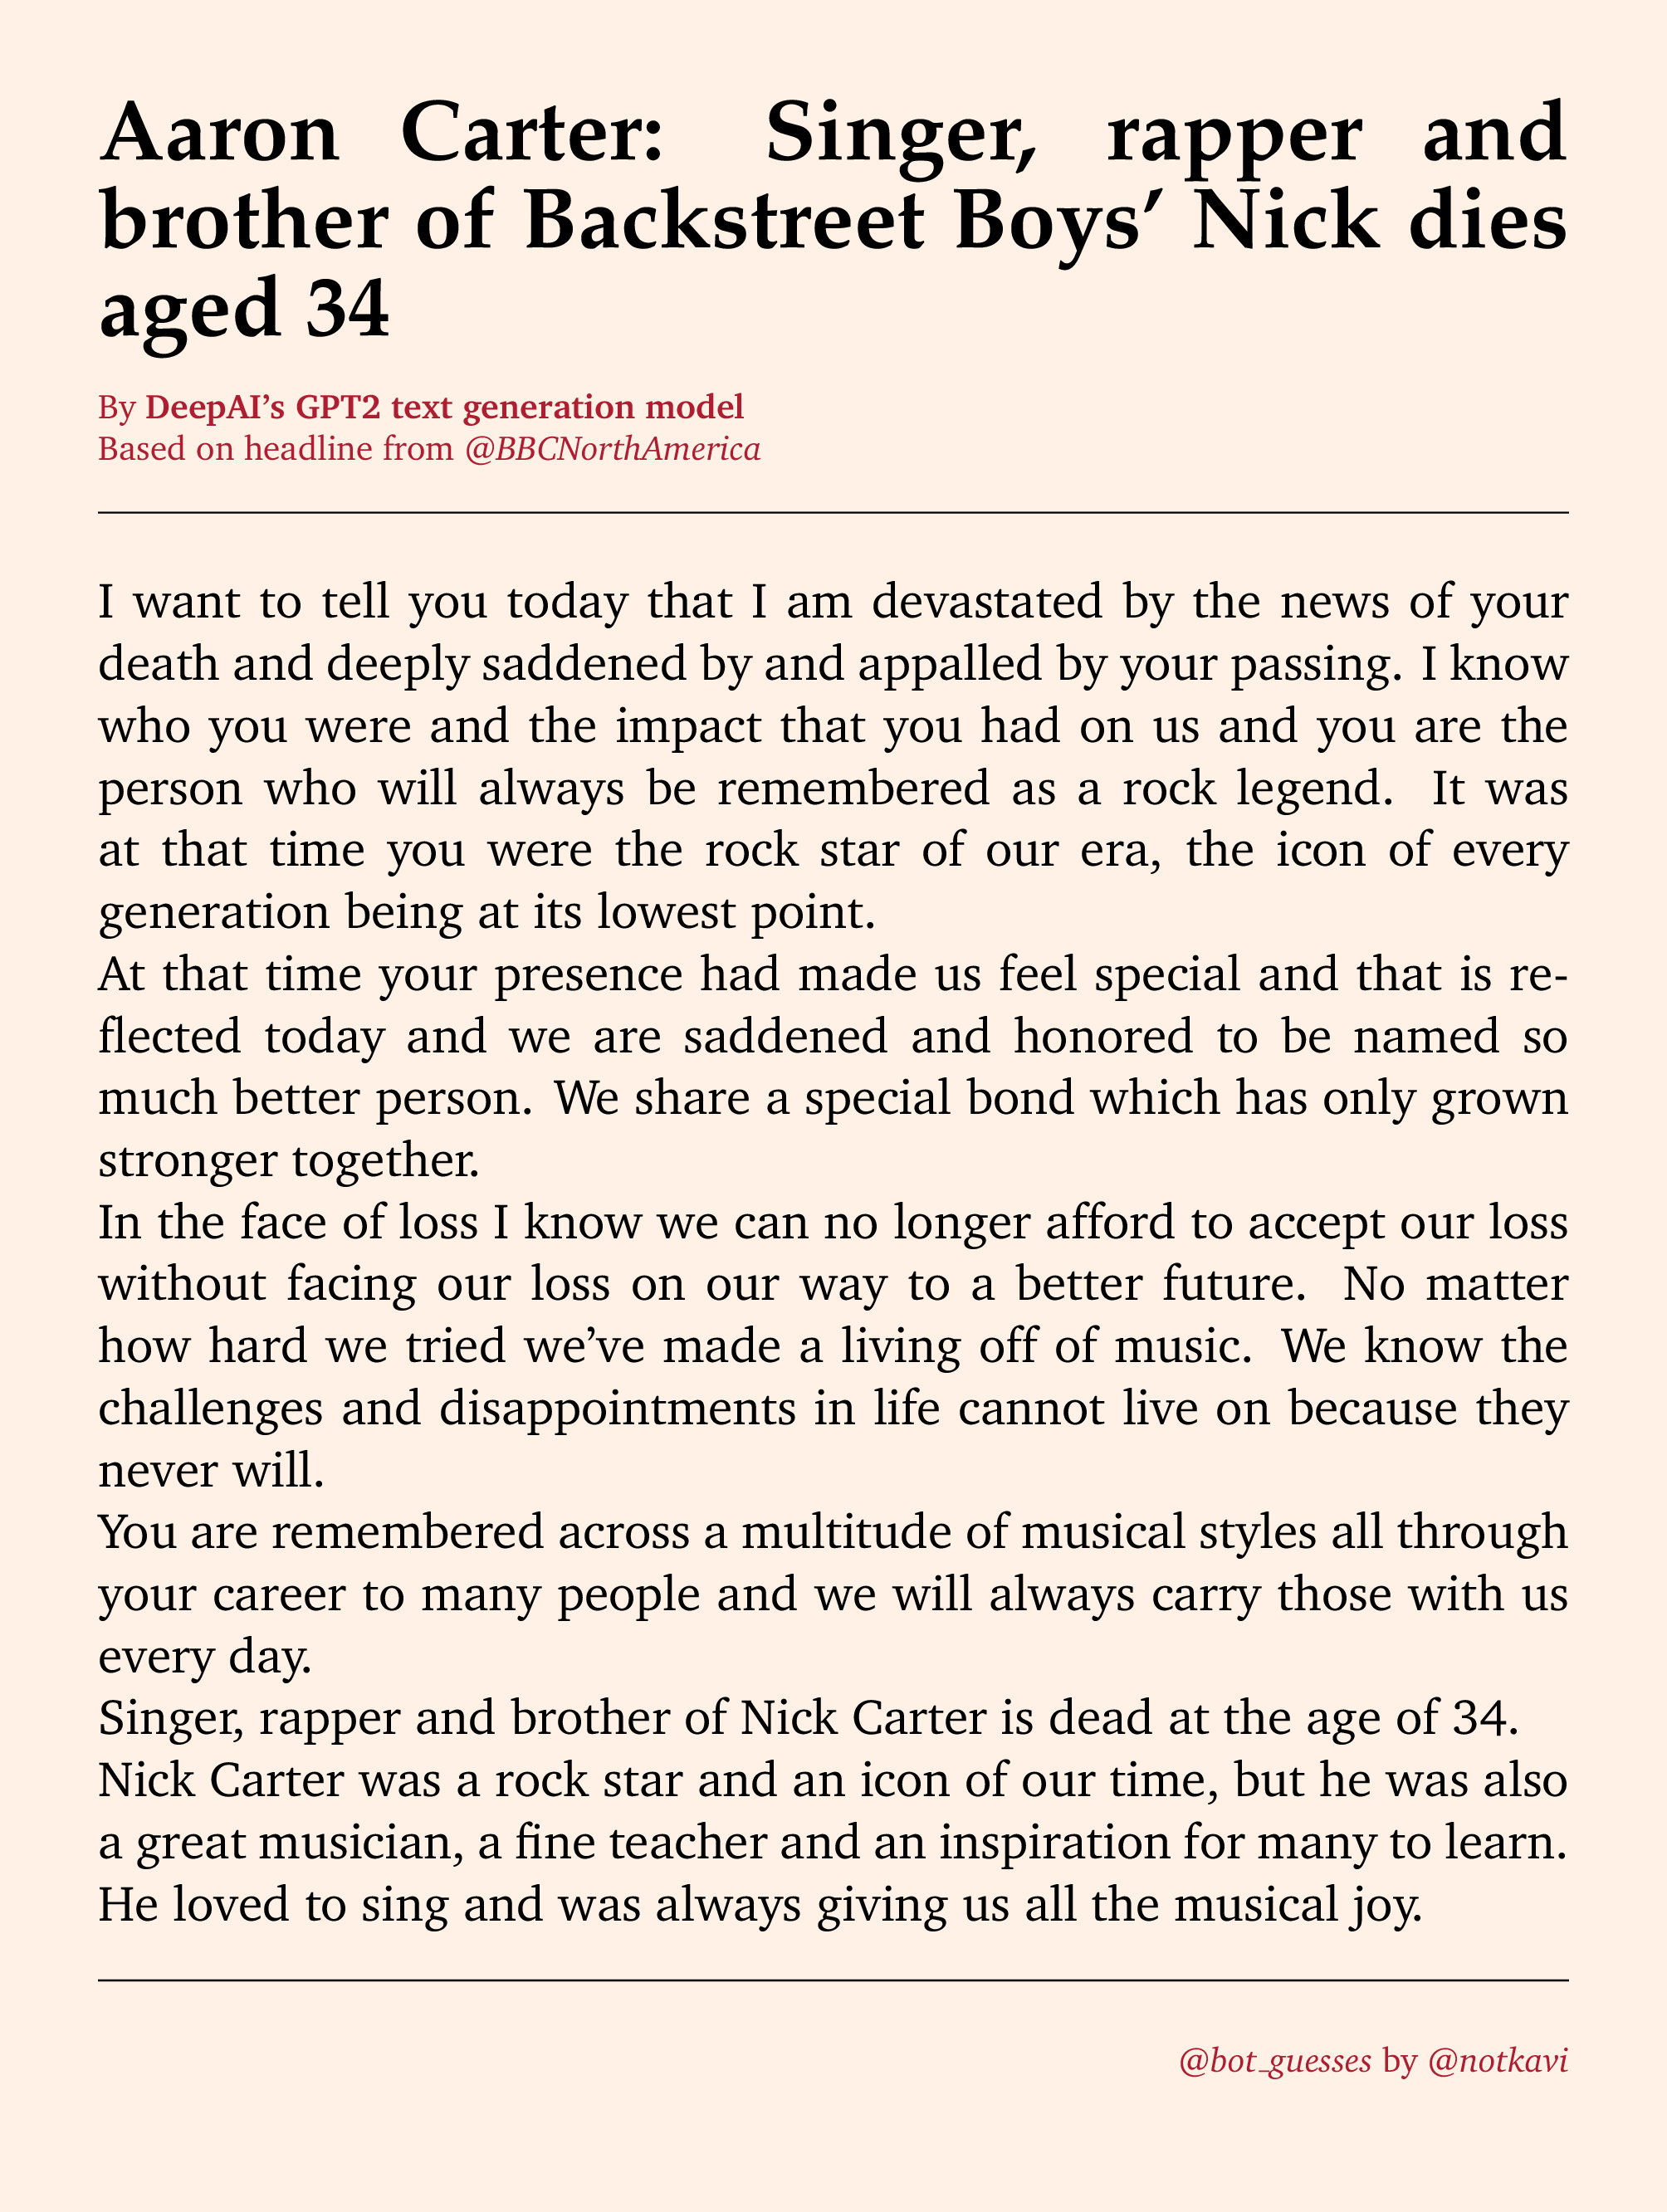 Aaron Carter: Singer, rapper and
brother of Backstreet Boys’ Nick dies
aged 34
By DeepAI’s GPT2 text generation model
Based on headline from @BBCNorthAmerica
I want to tell you today that I am devastated by the news of your
death and deeply saddened by and appalled by your passing. I know
who you were and the impact that you had on us and you are the
person who will always be remembered as a rock legend. It was
at that time you were the rock star of our era, the icon of every
generation being at its lowest point.
At that time your presence had made us feel special and that is re-
flected today and we are saddened and honored to be named so
much better person. We share a special bond which has only grown
stronger together.
In the face of loss I know we can no longer afford to accept our loss
without facing our loss on our way to a better future. No matter
how hard we tried we’ve made a living off of music. We know the
challenges and disappointments in life cannot live on because they
never will.
You are remembered across a multitude of musical styles all through
your career to many people and we will always carry those with us
every day.
Singer, rapper and brother of Nick Carter is dead at the age of 34.
Nick Carter was a rock star and an icon of our time, but he was also
a great musician, a fine teacher and an inspiration for many to learn.
He loved to sing and was always giving us all the musical joy.
@bot_guesses by @notkavi